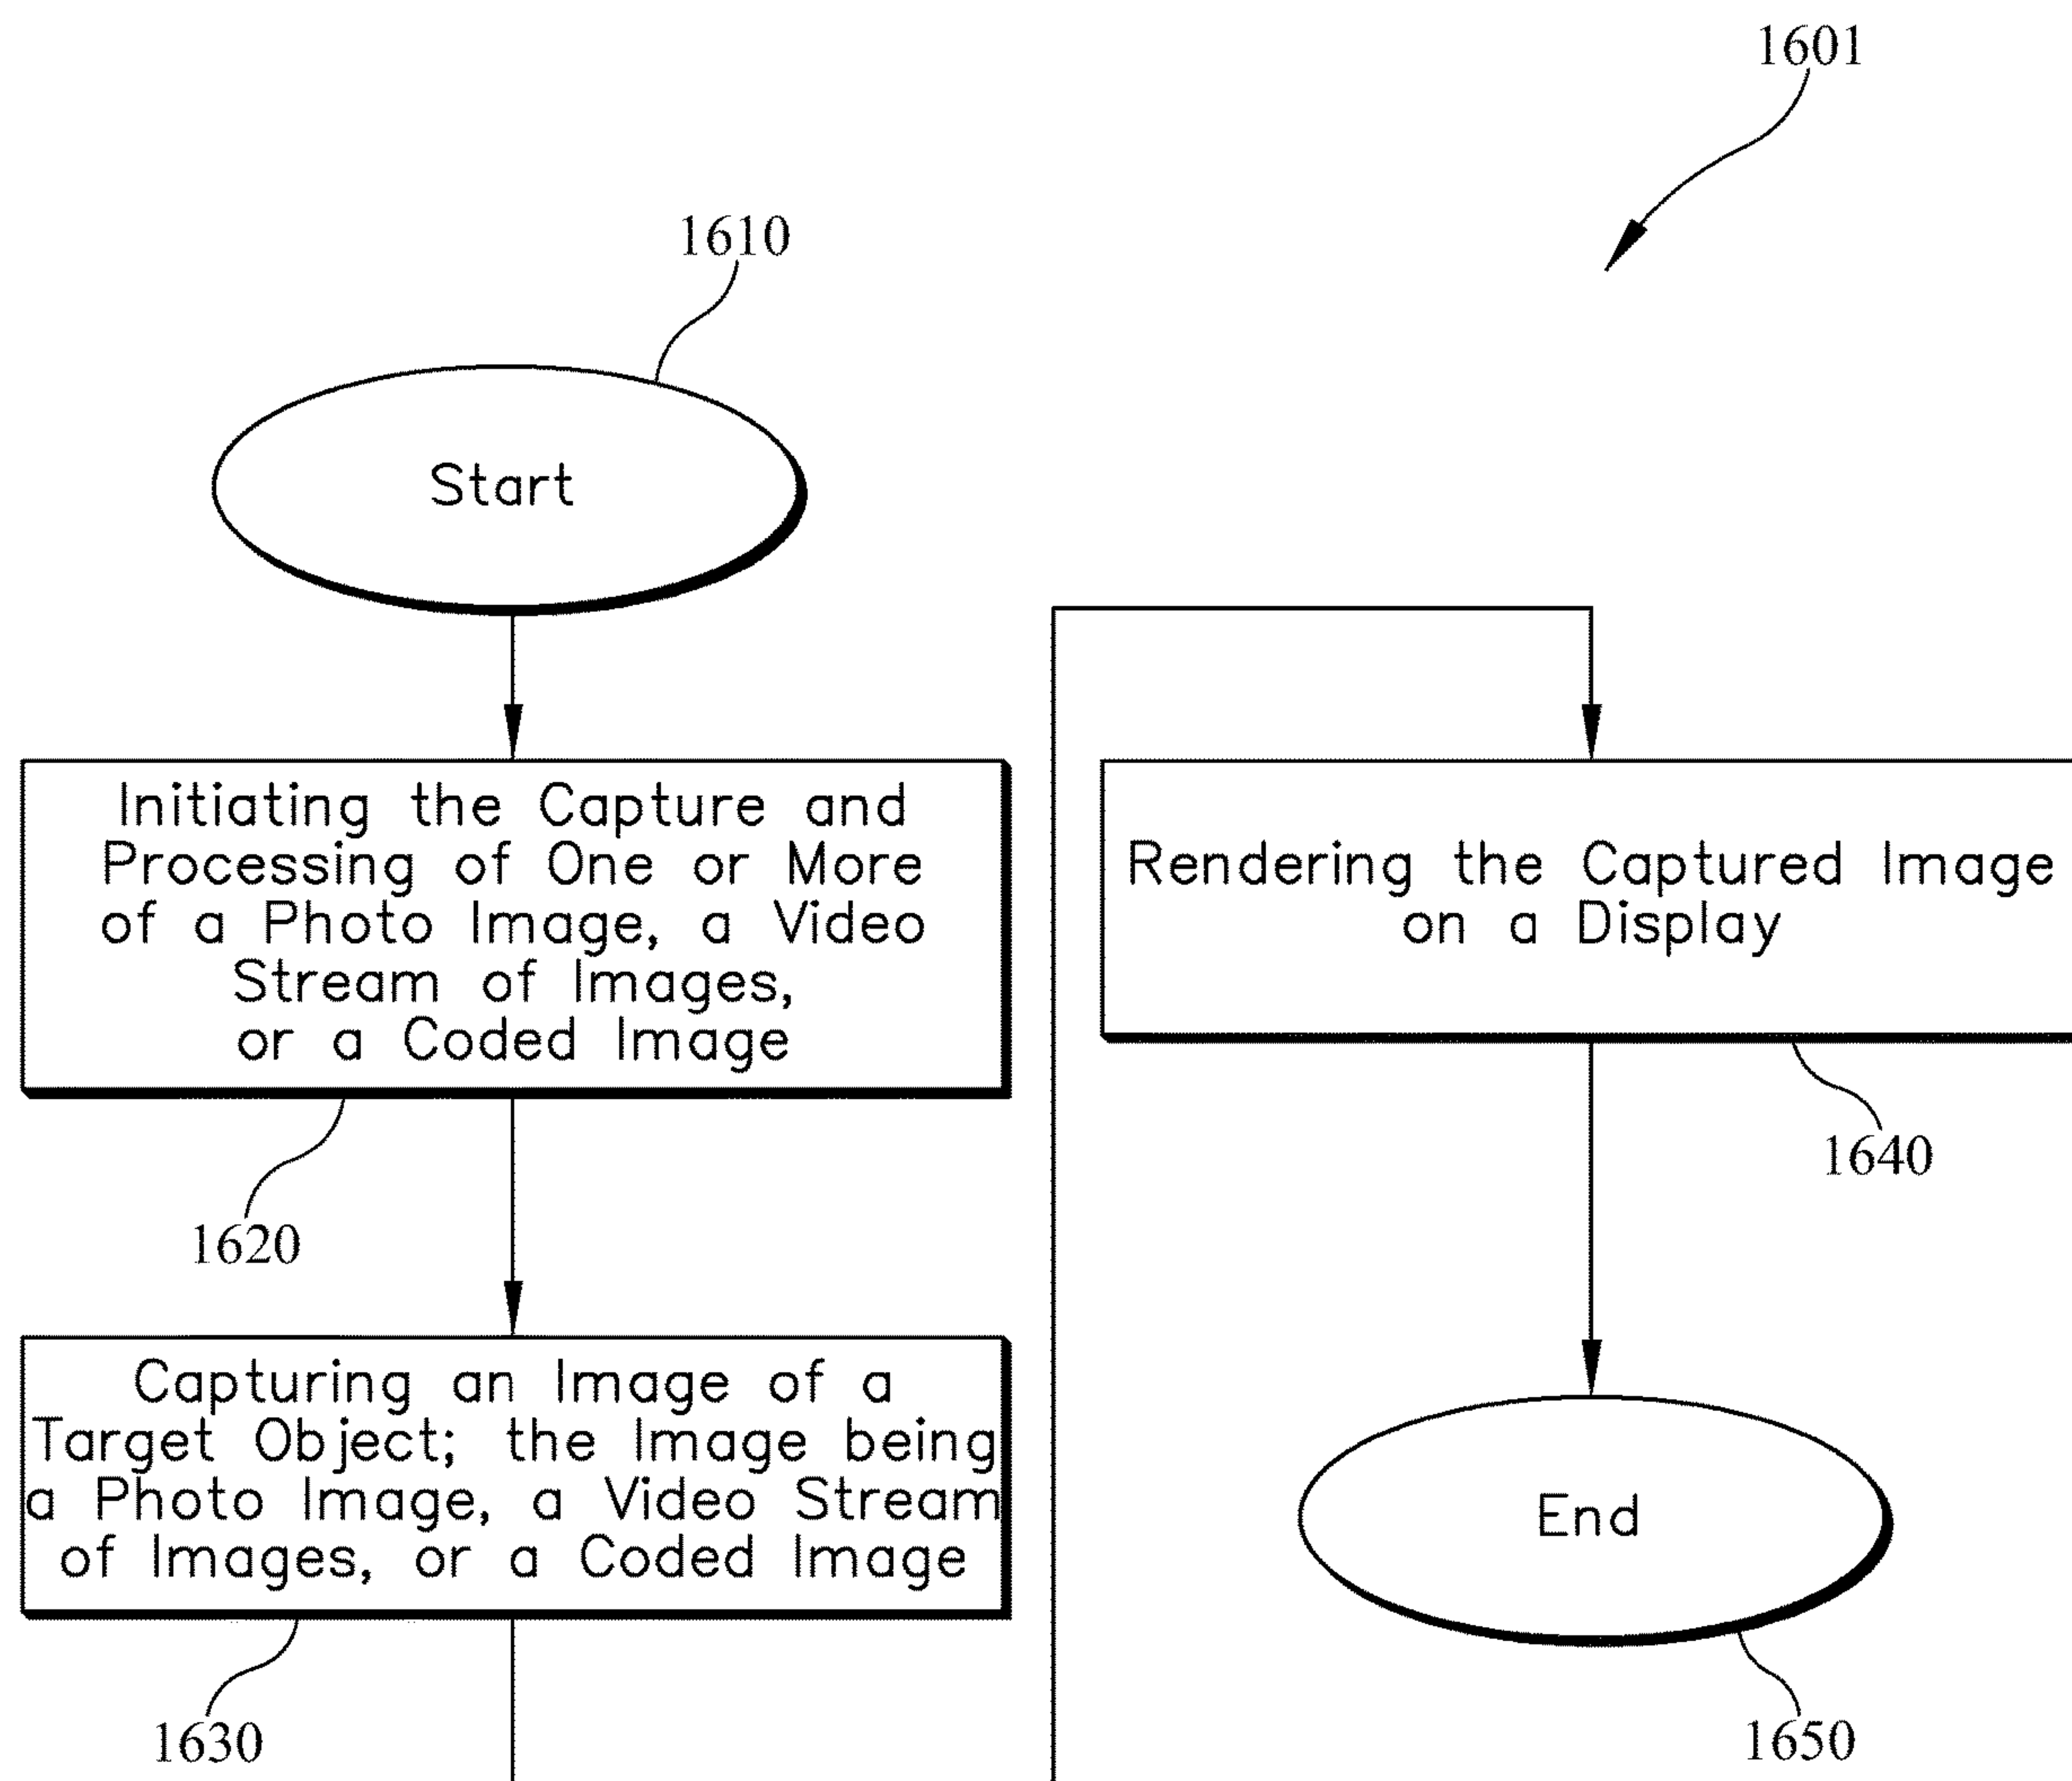 1601
1610
Start
Initiating the Capture and
Processing of One or More
of a Photo Image, a Video
Stream of Images,
or a Coded Image
1620
Capturing an Image of a
Target Object; the Image being
a Photo Image, a Video Stream
of Images, or a Coded Image
1630
Rendering the Captured Image
on a Display
1640
End
1650